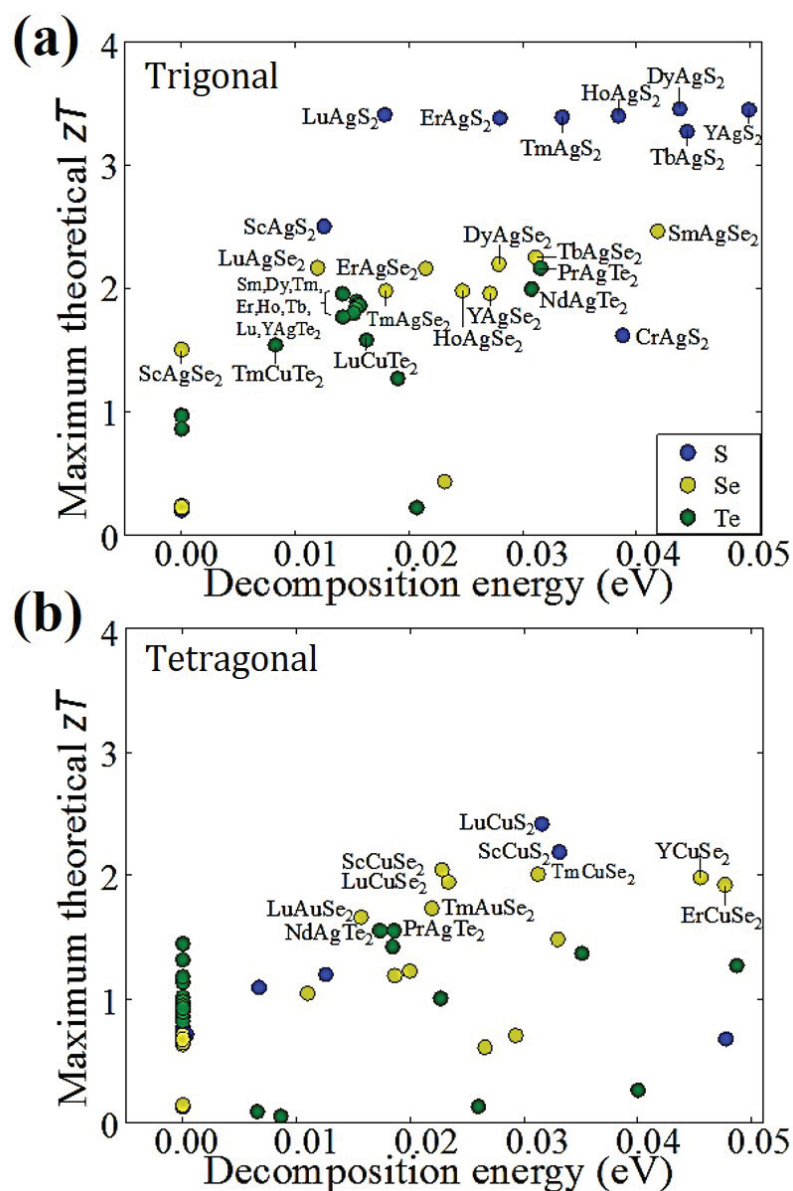 (a)
Trigonal
Maximum theoretical zT
4
3
2
1
0
LuAgS2
ErAgS2
TmAgS2
HoAgS2
DyAgS2
TbAgS2
YAgS2
ScAgS2
LuAgSe2
ErAgSe2
DyAgSe2
TbAgSe2
PrAgTe2
SmAgSe2
Sm,Dy,Tm,
Er,Ho,Tb,
Lu,YAgTe2
TmAgSe2
HoAgSe2
YAgSe2
NdAgTe2
CrAgS2
ScAgSe2
TmCuTe2
LuCuTe2
S
Se
Te
0.00 0.01 0.02 0.03 0.04 0.05
Decomposition energy (eV)
(b)
Tetragonal
Maximum theoretical zT
4
3
2
1
0
LuCuS2
ScCuS2
ScCuSe2
LuCuSe2
TmCuSe2
YCuSe2
ErCuSe2
LuAuSe2
TmAuSe2
NdAgTe2
PrAgTe2
0.00 0.01 0.02 0.03 0.04 0.05
Decomposition energy (eV)